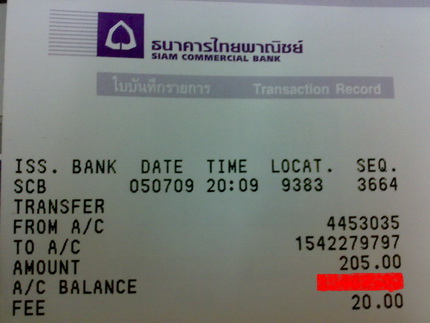 ธนาคารไทยพาณิชย์
SIAM COMMERCIAL BANK
ใบบันทึกรายการ Transaction Record
ISS. BANK DATE TIME LOCAT. SEQ.
SCB 050709 20:09 9383 3664
TRANSFER
FROM A/C 4453035
TO A/C 1542279797
AMOUNT 205.00
A/C BALANCE
FEE 20.00